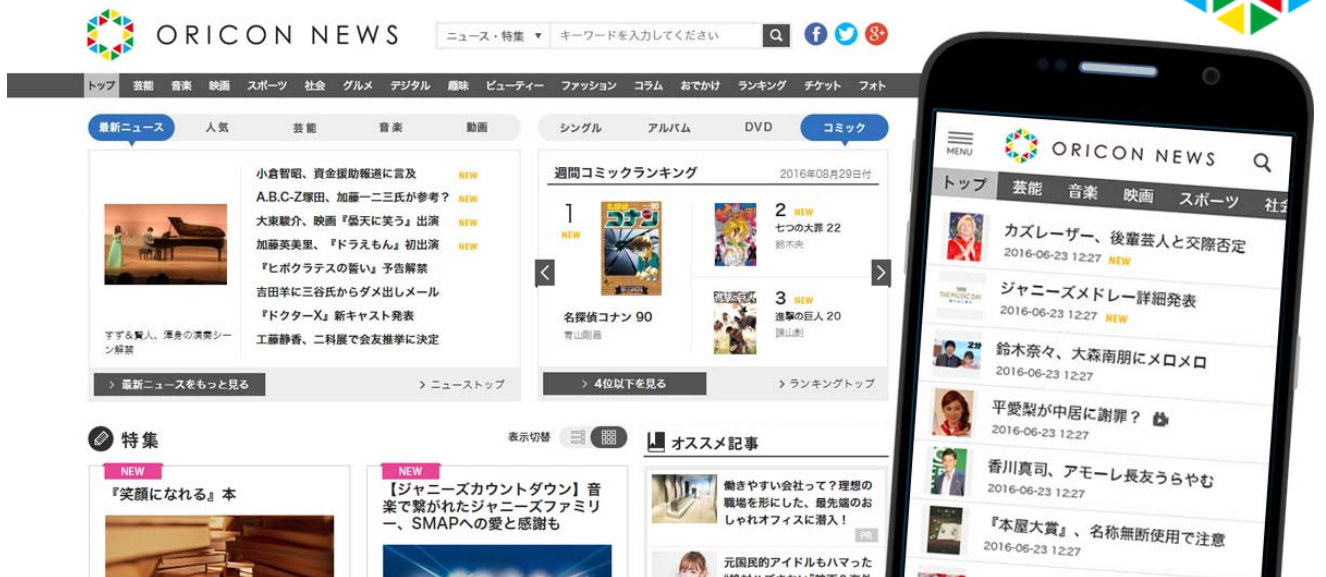 ORICON NEWS
ニュース・特集 ▼ キーワードを入力してください
トップ 芸能 音楽 映画 スポーツ 社会 グルメ デジタル 趣味 ビューティー ファッション コラム おでかけ ランキング チケット フォト
最新ニュース 人気 芸能 音楽 動画
小倉智昭、資金援助報道に言及 NEW
A.B.C-Z塚田、加藤一二三氏が参考? NEW
大東駿介、映画『曇天に笑う』出演 NEW
加藤英美里、『ドラえもん』初出演 NEW
『ヒポクラテスの誓い』予告解禁
吉田羊に三谷氏からダメ出しメール
『ドクターX』新キャスト発表
工藤静香、二科展で会友推挙に決定
すず&賢人、渾身の演奏シー
ン解禁
> 最新ニュースをもっと見る
> ニューストップ
シングル アルバム DVD コミック
週間コミックランキング 2016年08月29日付
1
NEW
名探偵コナン 90
青山剛昌
2 NEW
七つの大罪 22
鈴木央
3 NEW
進撃の巨人 20
諫山創
> 4位以下を見る
> ランキングトップ
特集
表示切替
NEW
『笑顔になれる』本
NEW
【ジャニーズカウントダウン】音
楽で繋がれたジャニーズファミリ
ー、SMAPへの愛と感謝も
オススメ記事
働きやすい会社って?理想の
職場を形にした、最先端のお
しゃれオフィスに潜入!
PR
元国民的アイドルもハマった
MENU
ORICON NEWS
トップ 芸能 音楽 映画 スポーツ 社会
カズレーザー、後輩芸人と交際否定
2016-06-23 12:27 NEW
ジャニーズメドレー詳細発表
2016-06-23 12:27 NEW
鈴木奈々、大森南朋にメロメロ
2016-06-23 12:27
平愛梨が中居に謝罪?
2016-06-23 12:27
香川真司、アモーレ長友うらやむ
2016-06-23 12:27
『本屋大賞』、名称無断使用で注意
2016-06-23 12:27